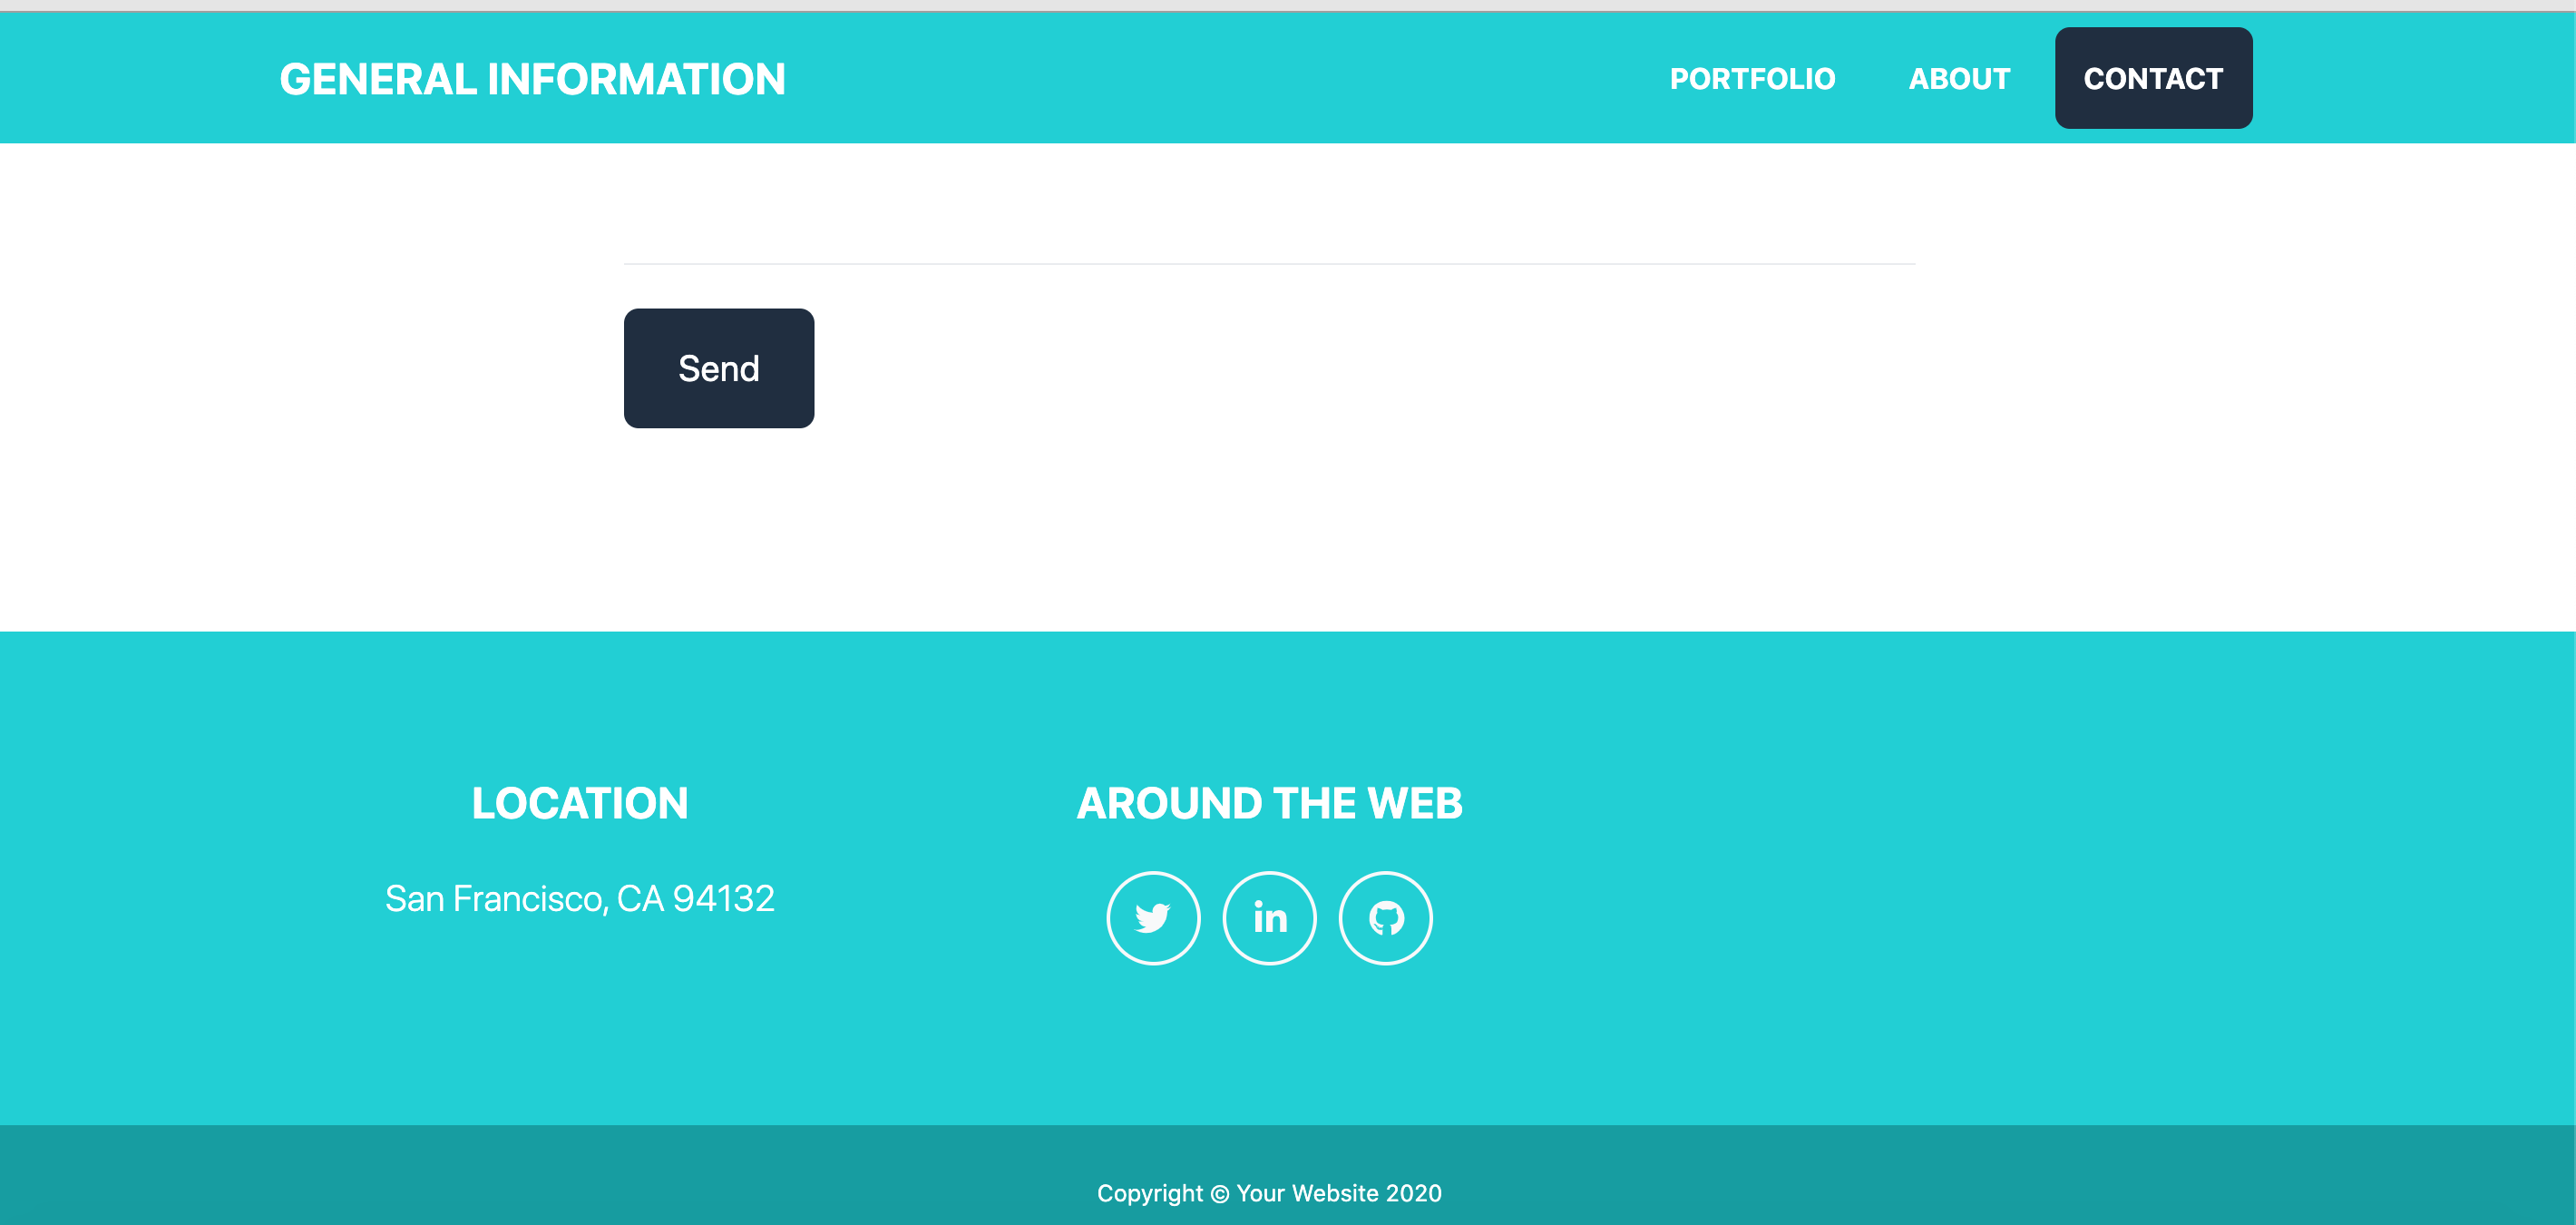 GENERAL INFORMATION
PORTFOLIO
ABOUT
CONTACT
Send
LOCATION
San Francisco, CA 94132
AROUND THE WEB
in
Copyright © Your Website 2020